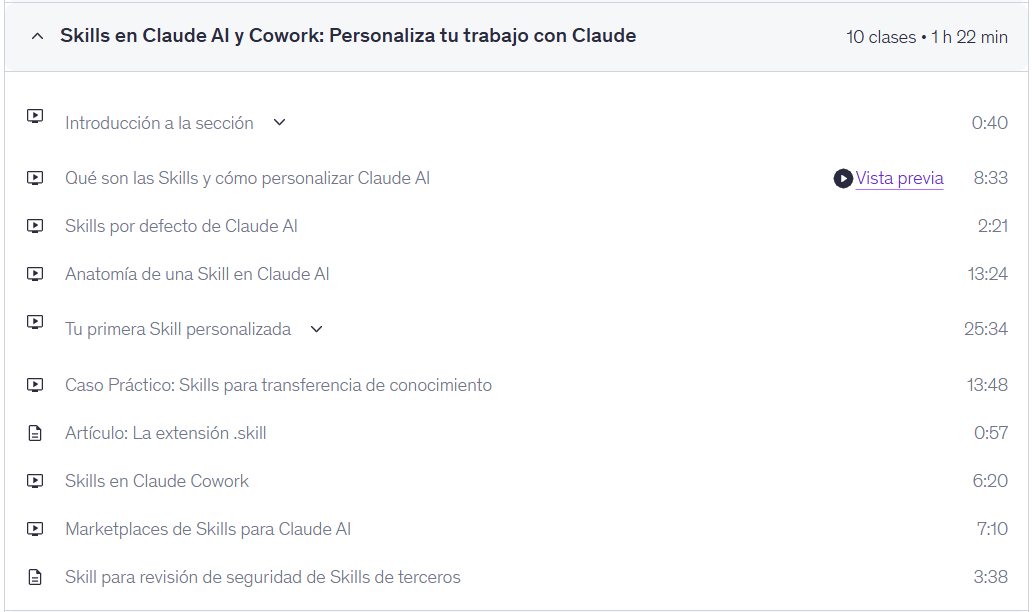 Skills en Claude AI y Cowork: Personaliza tu trabajo con Claude 10 clases • 1 h 22 min
Introducción a la sección 0:40
Qué son las Skills y cómo personalizar Claude AI Vista previa 8:33
Skills por defecto de Claude AI 2:21
Anatomía de una Skill en Claude AI 13:24
Tu primera Skill personalizada 25:34
Caso Práctico: Skills para transferencia de conocimiento 13:48
Artículo: La extensión .skill 0:57
Skills en Claude Cowork 6:20
Marketplaces de Skills para Claude AI 7:10
Skill para revisión de seguridad de Skills de terceros 3:38